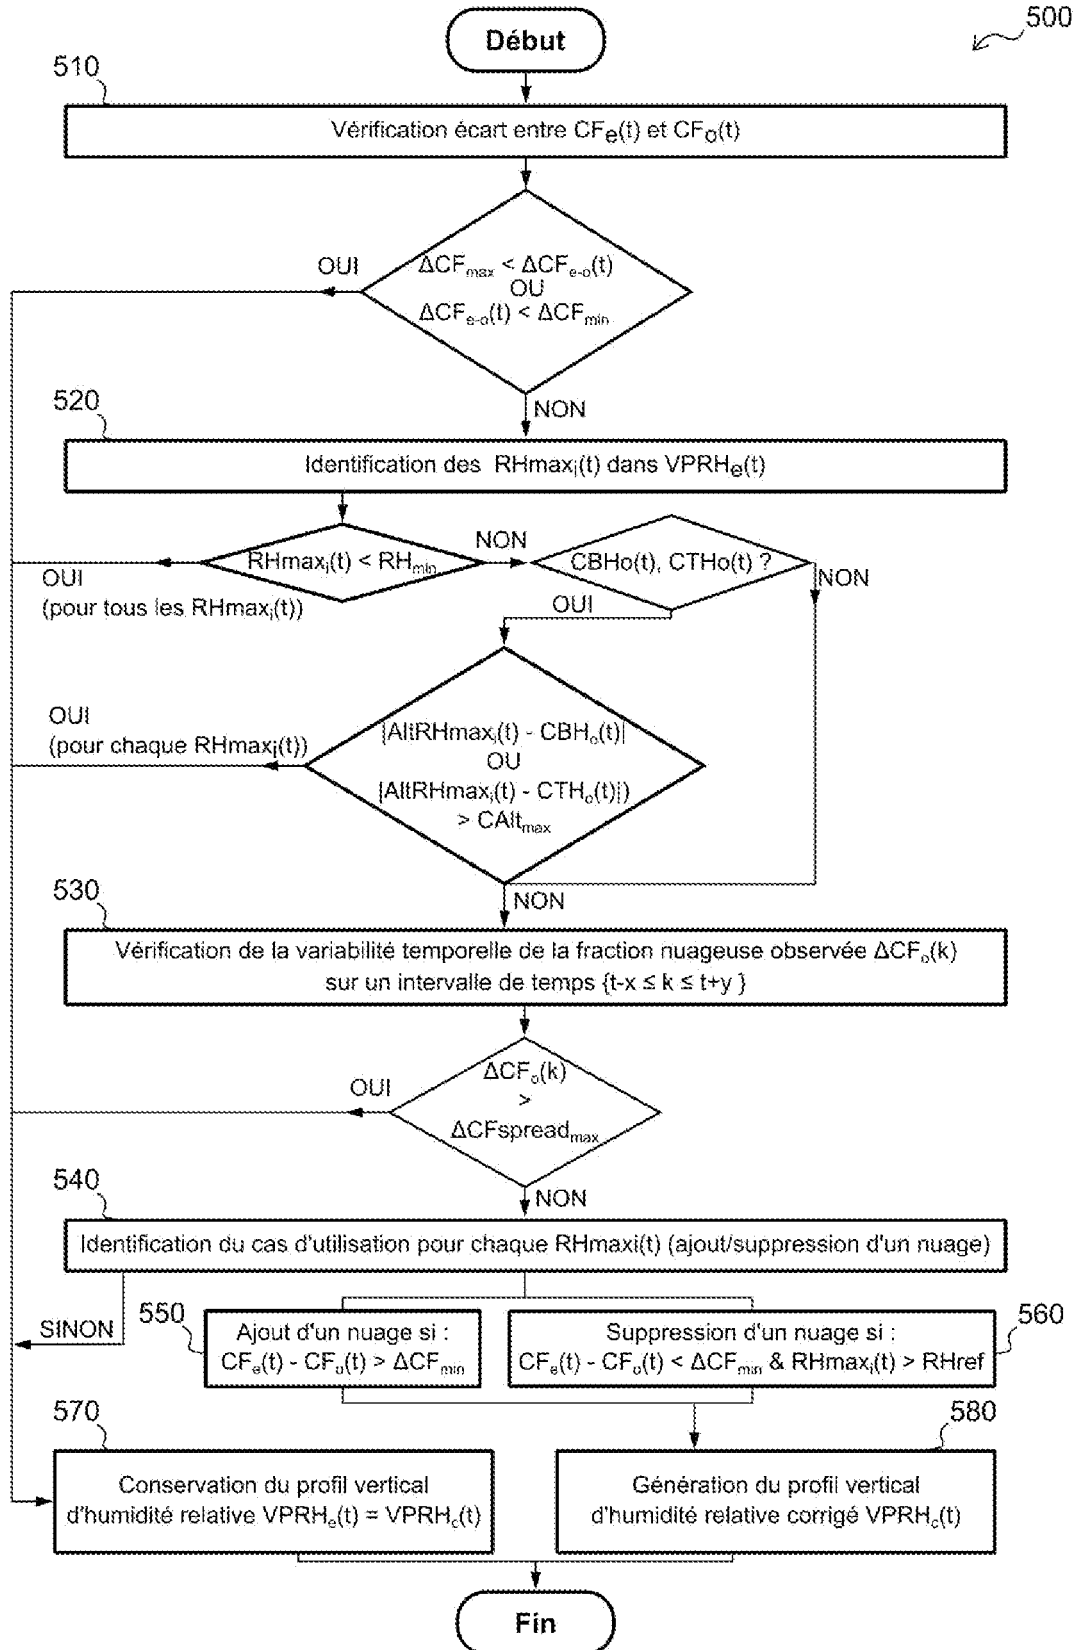 500
Début
510
Vérification écart entre CFe(t) et CFo(t)
OUI
ΔCFmax < ΔCFe-o(t)
OU
ΔCFe-o(t) < ΔCFmin
NON
520
Identification des RHmaxi(t) dans VPRHe(t)
RHmaxi(t) < RHmin
NON
CBHo(t), CTHo(t) ?
NON
OUI
(pour tous les RHmaxi(t))
OUI
OUI
(pour chaque RHmaxi(t))
|AltRHmaxi(t) - CBHo(t)|
OU
|AltRHmaxi(t) - CTHo(t)|)
> CAltmax
NON
530
Vérification de la variabilité temporelle de la fraction nuageuse observée ΔCFo(k)
sur un intervalle de temps {t-x ≤ k ≤ t+y }
OUI
ΔCFo(k)
>
ΔCFspreadmax
NON
540
Identification du cas d'utilisation pour chaque RHmaxi(t) (ajout/suppression d'un nuage)
SINON
550
Ajout d'un nuage si :
CFe(t) - CFo(t) > ΔCFmin
560
Suppression d'un nuage si :
CFe(t) - CFo(t) < ΔCFmin & RHmaxi(t) > RHref
570
Conservation du profil vertical
d'humidité relative VPRHe(t) = VPRHc(t)
580
Génération du profil vertical
d'humidité relative corrigé VPRHc(t)
Fin